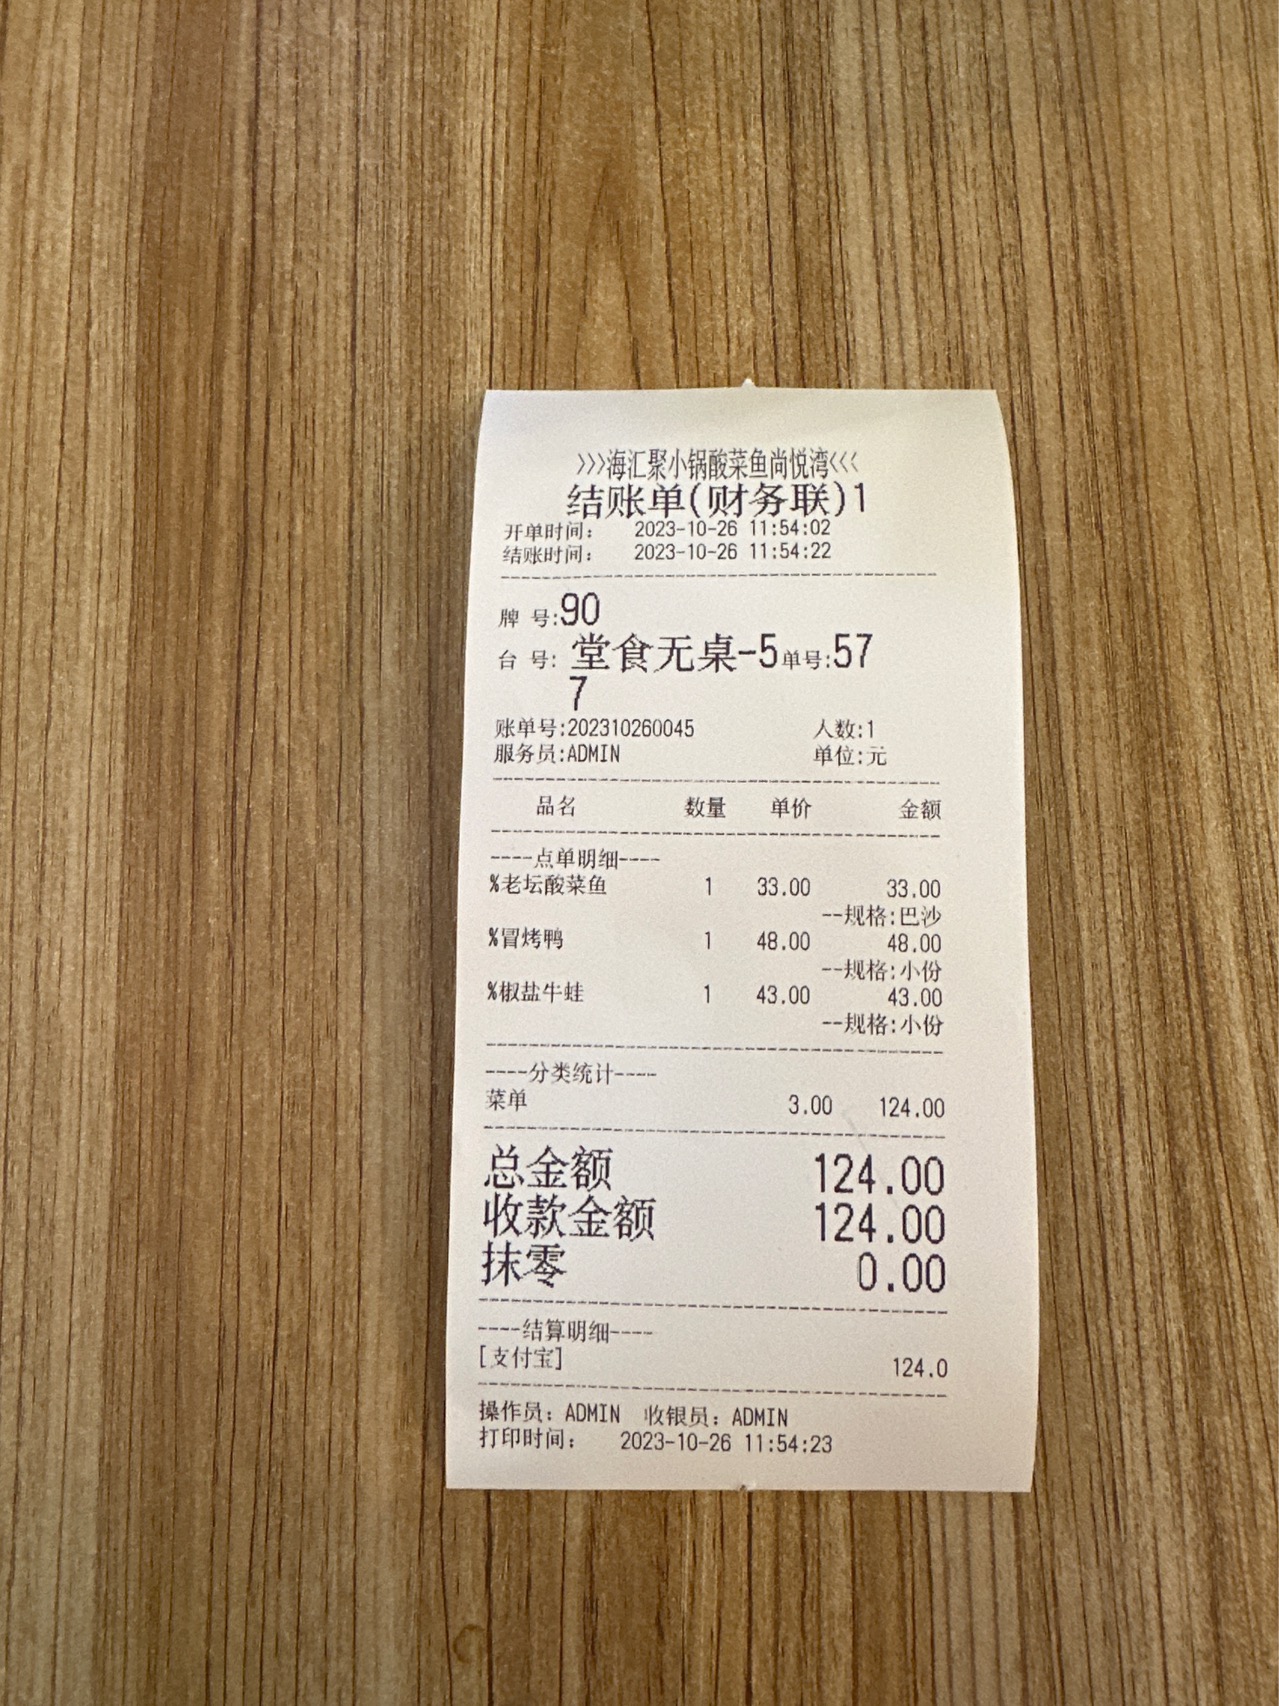 >>>海汇聚小锅酸菜鱼尚悦湾<<<
结账单(财务联)1
开单时间: 2023-10-26 11:54:02
结账时间: 2023-10-26 11:54:22
牌 号:90
台 号: 堂食无桌-5单号:57
7
账单号:202310260045 人数:1
服务员:ADMIN 单位:元
品名 数量 单价 金额
----点单明细----
%老坛酸菜鱼 1 33.00 33.00
--规格:巴沙
%冒烤鸭 1 48.00 48.00
--规格:小份
%椒盐牛蛙 1 43.00 43.00
--规格:小份
----分类统计----
菜单 3.00 124.00
总金额 124.00
收款金额 124.00
抹零 0.00
----结算明细----
[支付宝] 124.0
操作员: ADMIN 收银员: ADMIN
打印时间: 2023-10-26 11:54:23